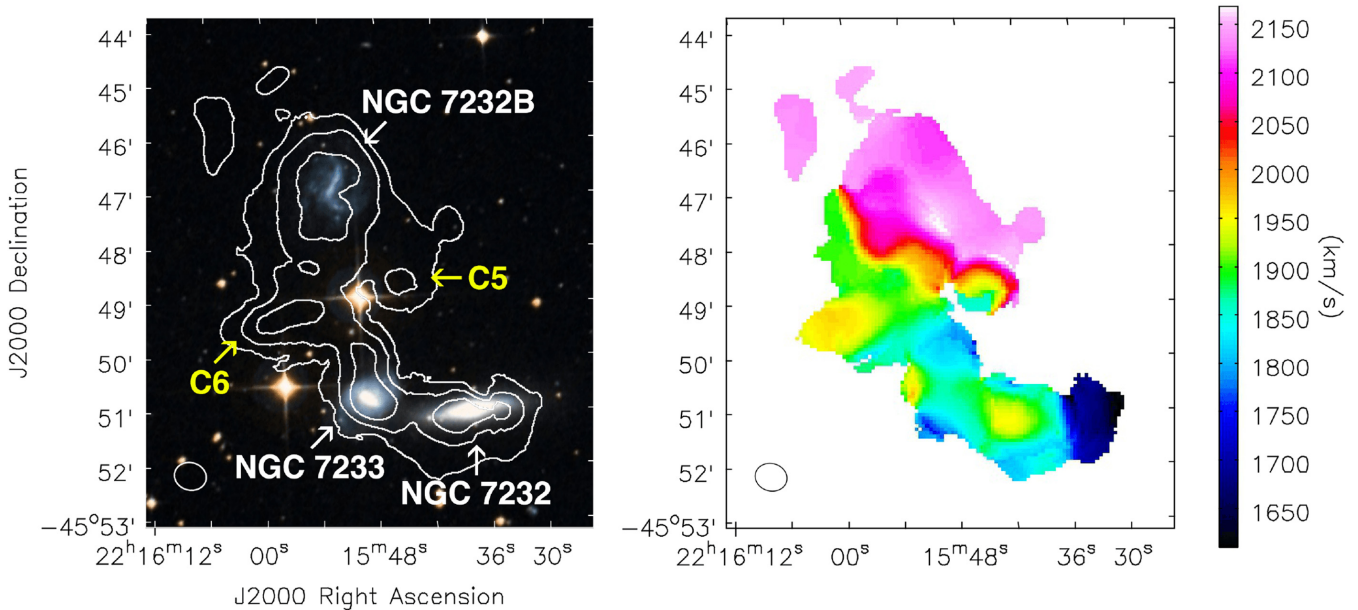 J2000 Declination
44'
45'
46'
47'
48'
49'
50'
51'
52'
−45°53'
NGC 7232B
C5
C6
NGC 7233
NGC 7232
22ʰ16ᵐ12ˢ
00ˢ
15ᵐ48ˢ
36ˢ
J2000 Right Ascension
44'
45'
46'
47'
48'
49'
50'
51'
52'
−45°53'
22ʰ16ᵐ12ˢ
00ˢ
15ᵐ48ˢ
36ˢ
2150
2100
2050
2000
1950
1900
1850
1800
1750
1700
1650
(km/s)